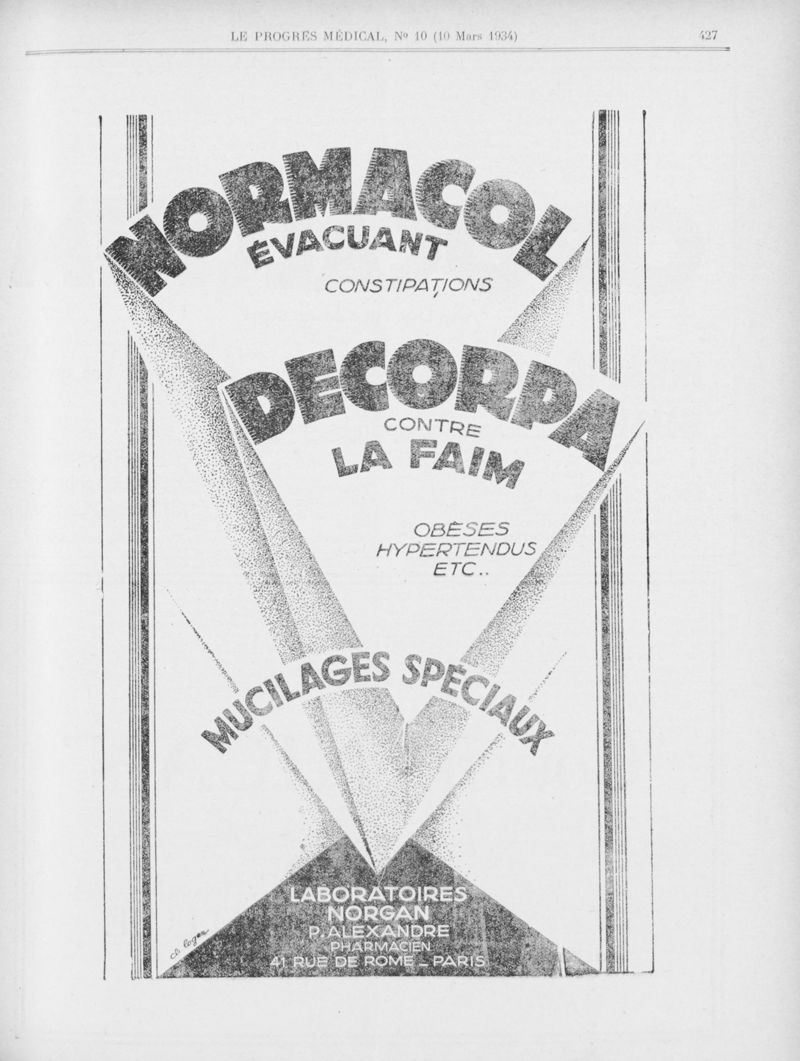 LE PROGRÈS MÉDICAL, Nº 10 (10 Mars 1934)
427
NORMACOL
ÉVACUANT
CONSTIPATIONS
DECORPA
CONTRE
LA FAIM
OBÈSES
HYPERTENDUS
ETC..
MUCILAGES SPÉCIAUX
LABORATOIRES
NORGAN
P. ALEXANDRE
PHARMACIEN
41 RUE DE ROME _ PARIS